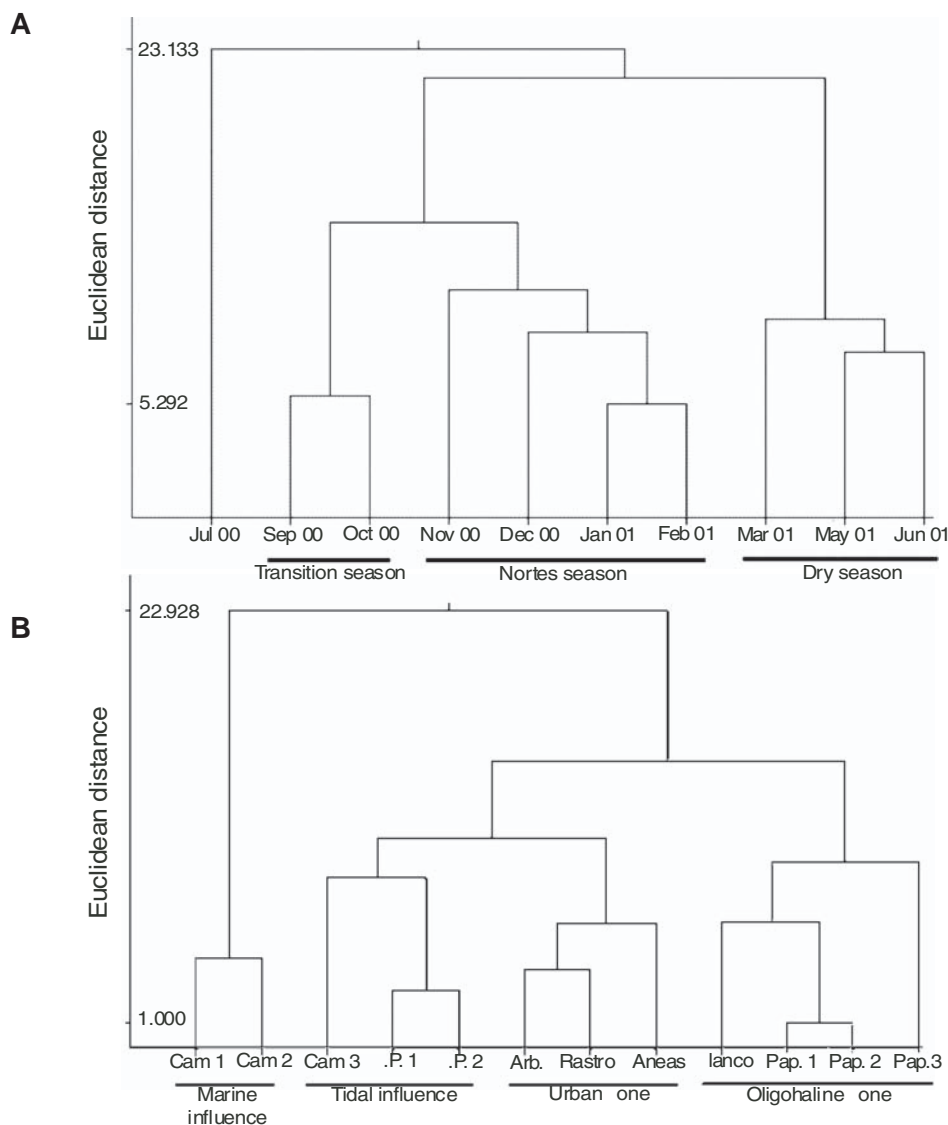 A
23.133
Euclidean distance
5.292
Jul 00 Sep 00 Oct 00 Nov 00 Dec 00 Jan 01 Feb 01 Mar 01 May 01 Jun 01
Transition season Nortes season Dry season
B
22.928
Euclidean distance
1.000
Cam 1 Cam 2 Cam 3 .P. 1 .P. 2 Arb. Rastro Aneas lanco Pap. 1 Pap. 2 Pap.3
Marine influence Tidal influence Urban one Oligohaline one